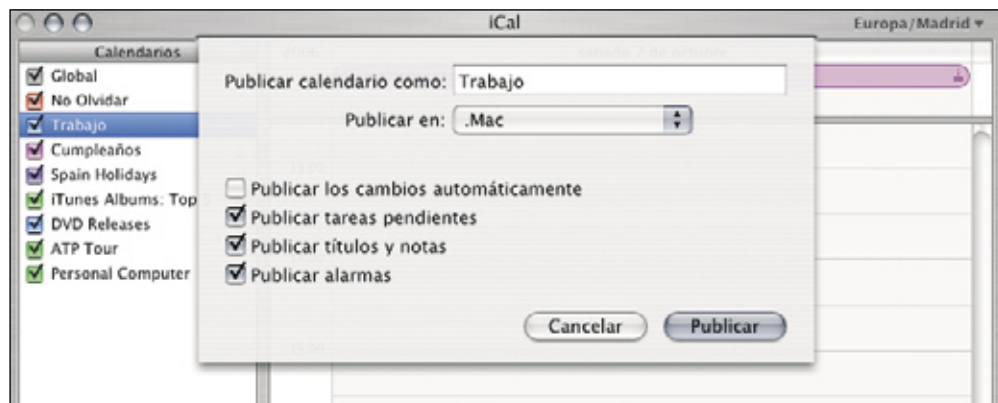 iCal
Europa/Madrid
Calendarios
Global
No Olvidar
Trabajo
Cumpleaños
Spain Holidays
iTunes Albums: Top
DVD Releases
ATP Tour
Personal Computer
Publicar calendario como: Trabajo
Publicar en: .Mac
Publicar los cambios automáticamente
Publicar tareas pendientes
Publicar títulos y notas
Publicar alarmas
Cancelar
Publicar